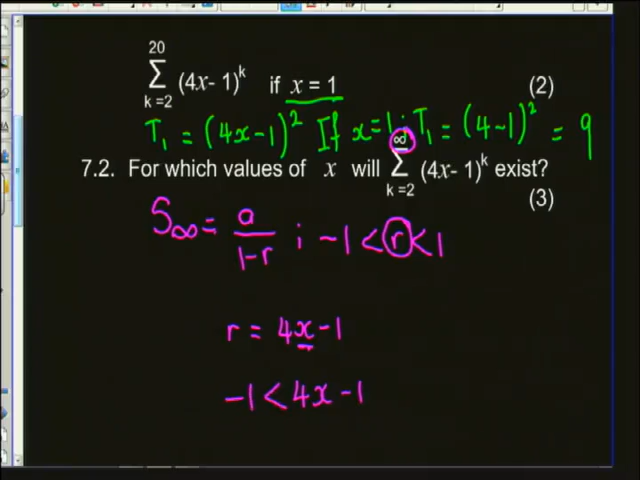 20
∑ (4x - 1)^k if x = 1 (2)
k = 2
T₁ = (4x-1)² If x=1; T₁ = (4-1)² = 9
∞
7.2. For which values of x will ∑ (4x - 1)^k exist?
k = 2
(3)
S∞ = a/(1-r) ; -1 < r < 1
r = 4x-1
-1 < 4x-1